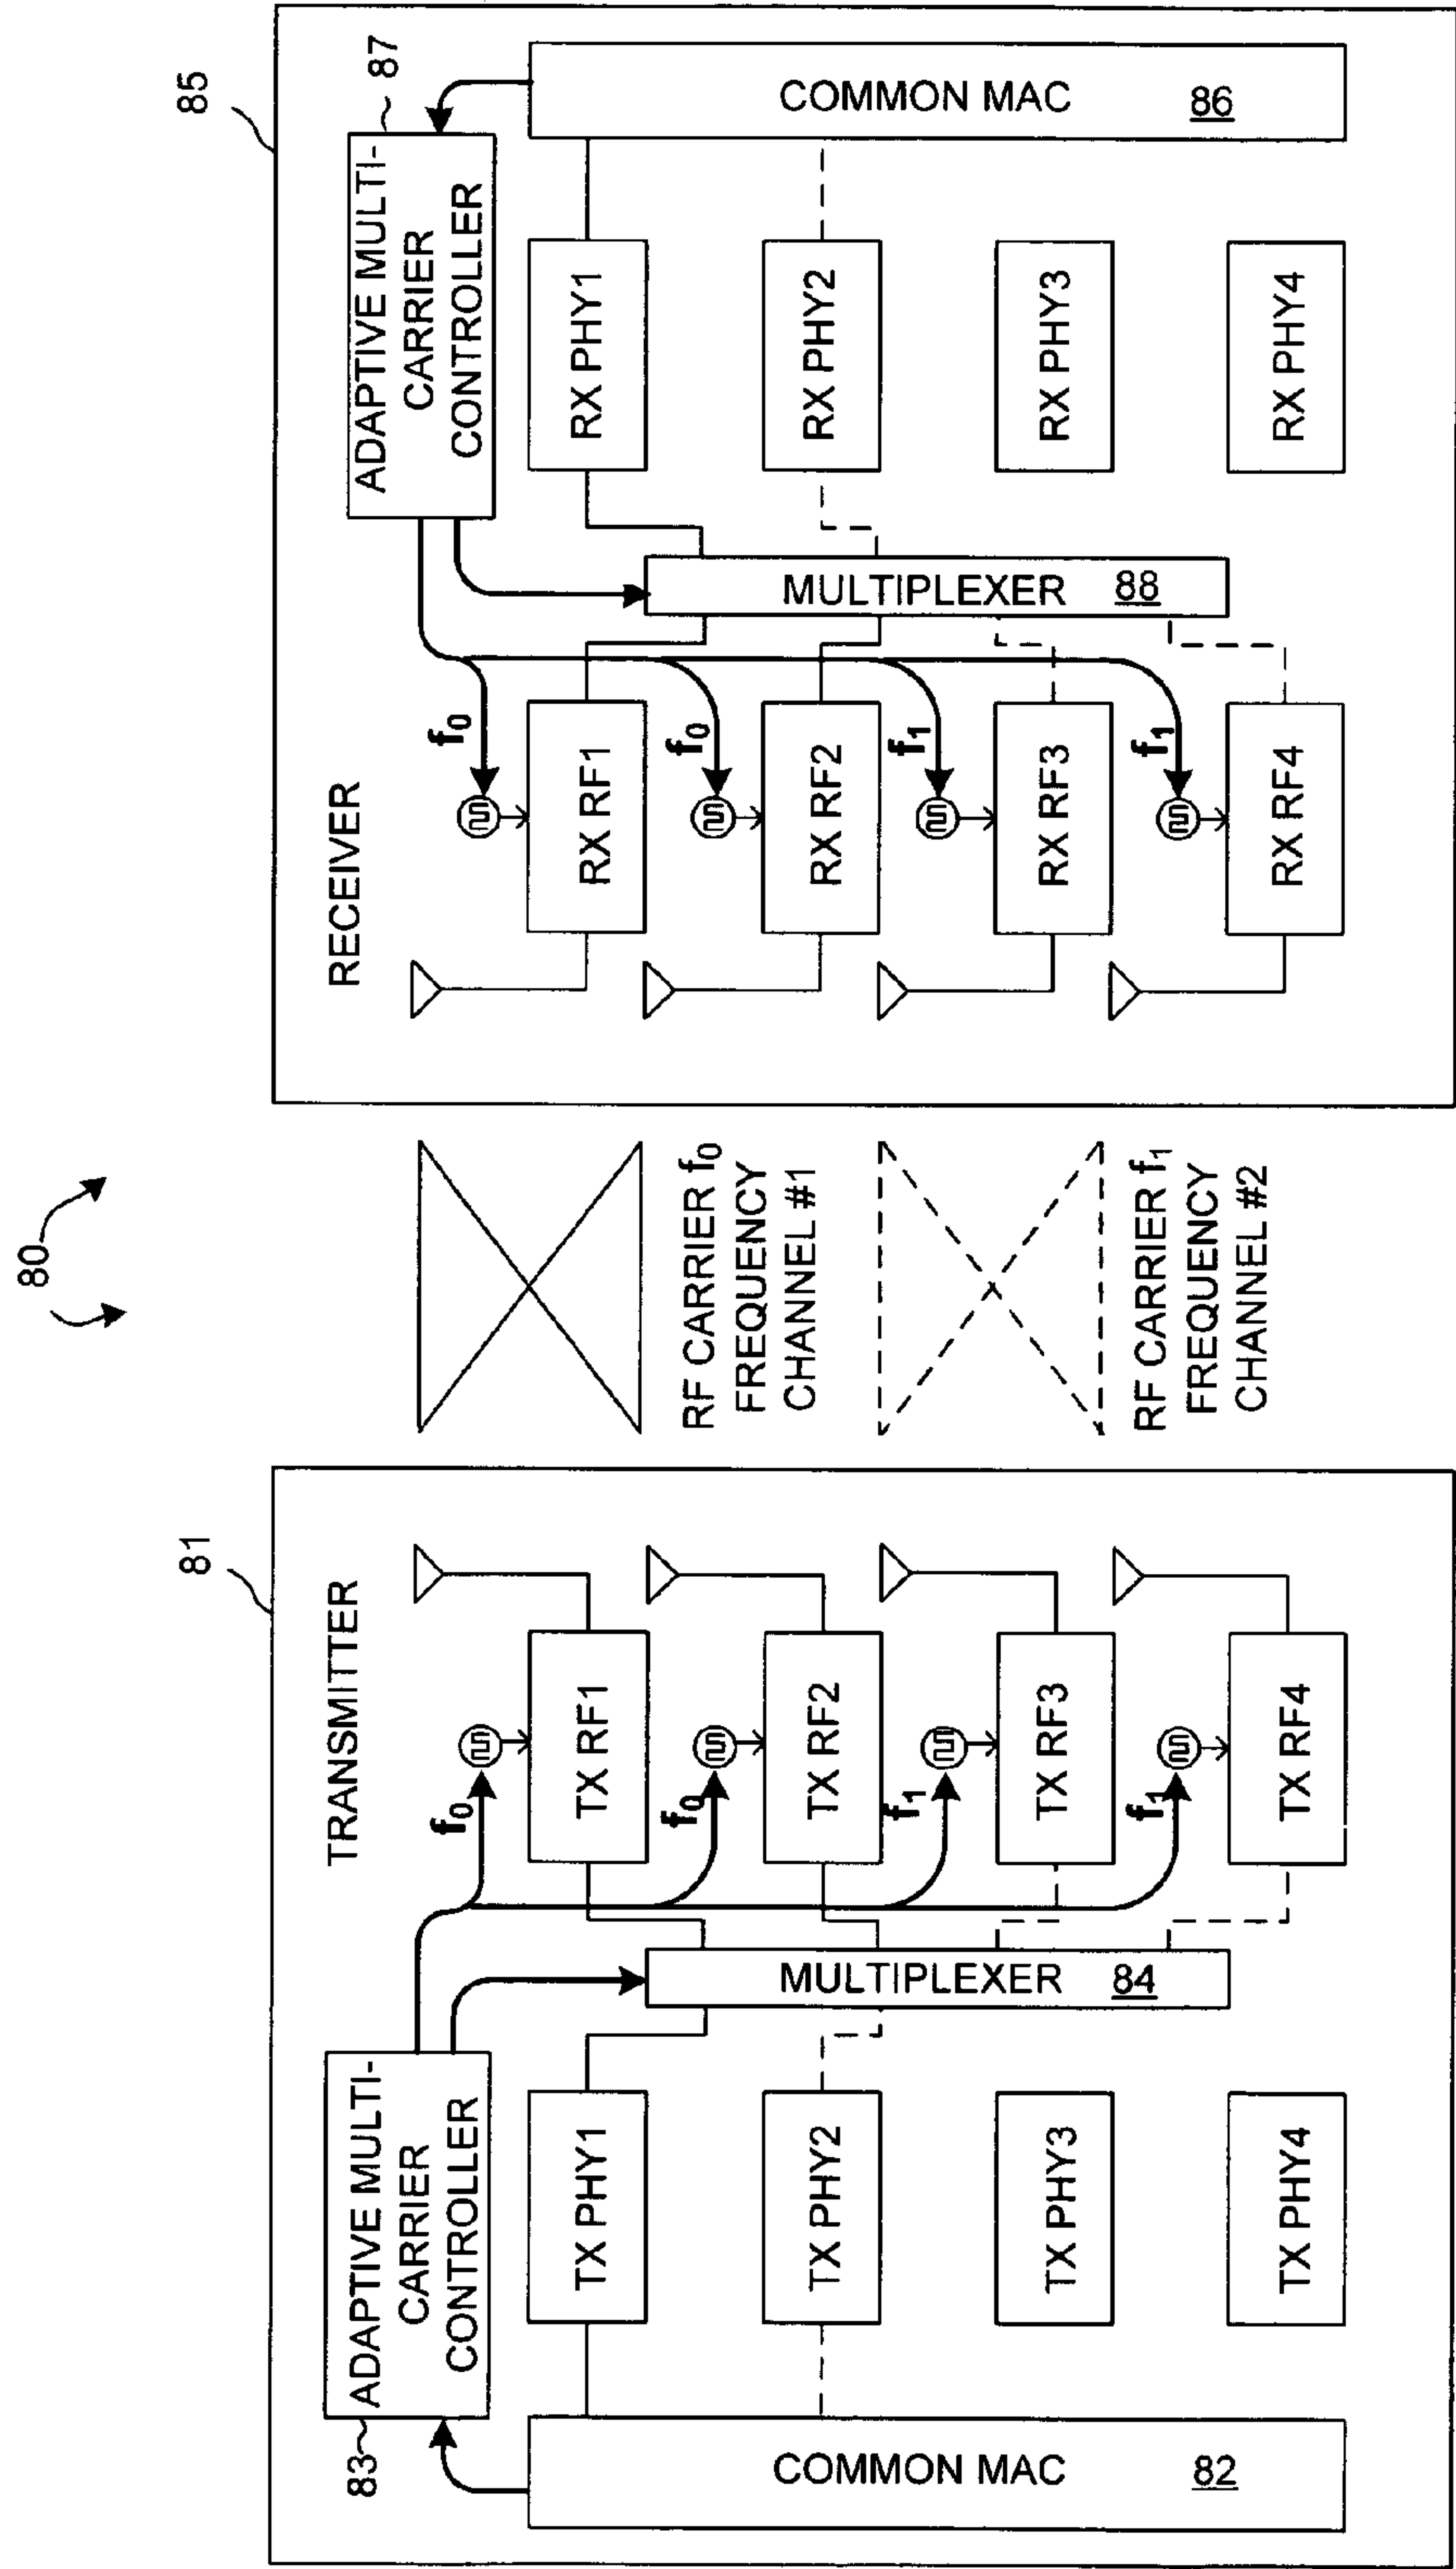 80
81
TRANSMITTER
83
ADAPTIVE MULTI-
CARRIER
CONTROLLER
f0
f0
f1
f1
COMMON MAC 82
TX PHY1
TX PHY2
TX PHY3
TX PHY4
MULTIPLEXER 84
TX RF1
TX RF2
TX RF3
TX RF4
RF CARRIER f0
FREQUENCY
CHANNEL #1
RF CARRIER f1
FREQUENCY
CHANNEL #2
85
RECEIVER
87
ADAPTIVE MULTI-
CARRIER
CONTROLLER
f0
f0
f1
f1
RX RF1
RX RF2
RX RF3
RX RF4
MULTIPLEXER 88
RX PHY1
RX PHY2
RX PHY3
RX PHY4
COMMON MAC 86